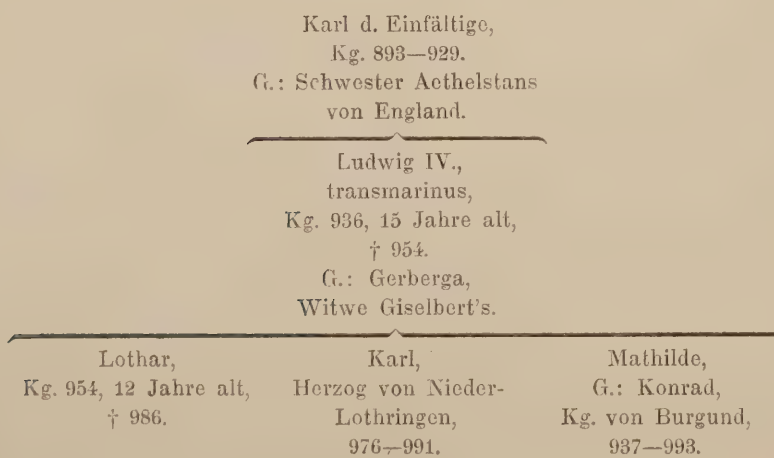 Karl d. Einfältige,
Kg. 893—929.
G.: Schwester Aethelstans
von England.
Ludwig IV.,
transmarinus,
Kg. 936, 15 Jahre alt,
† 954.
G.: Gerberga,
Witwe Giselbert's.
Lothar,
Kg. 954, 12 Jahre alt,
† 986.
Karl,
Herzog von Nieder-
Lothringen,
976—991.
Mathilde,
G.: Konrad,
Kg. von Burgund,
937—993.